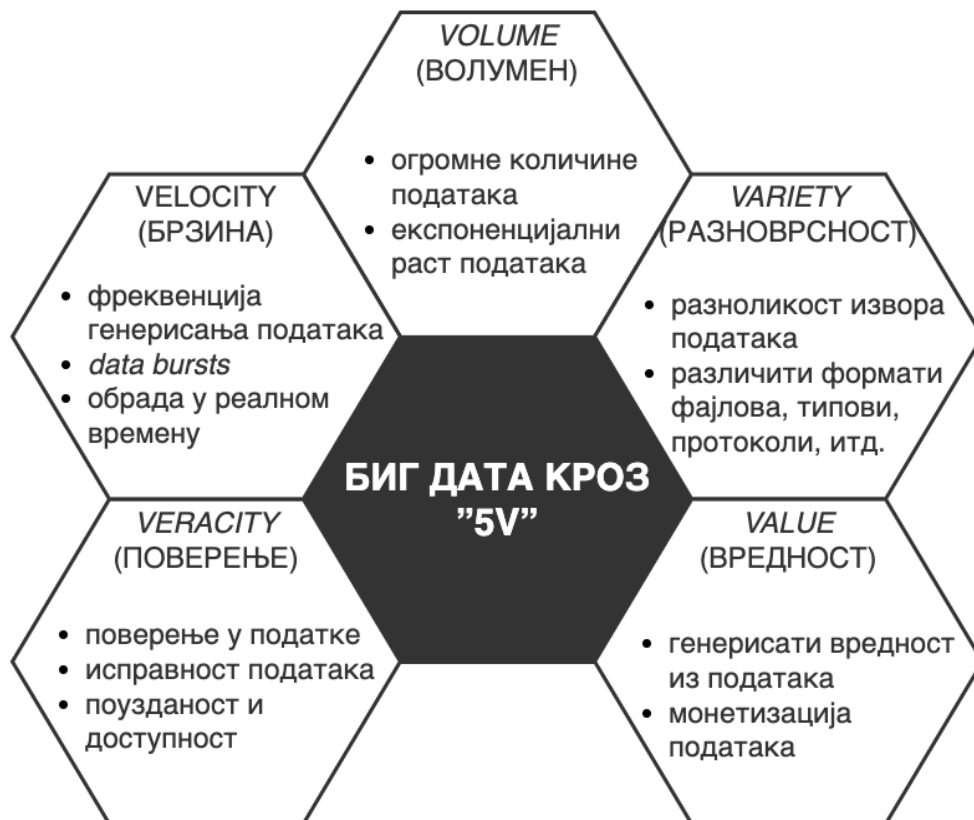 VOLUME
(ВОЛУМЕН)
• огромне количине
података
• експоненцијални
раст података
VELOCITY
(БРЗИНА)
• фреквенција
генерисања података
• data bursts
• обрада у реалном
времену
VARIETY
(РАЗНОВРСНОСТ)
• разноликост извора
података
• различити формати
фајлова, типови,
протоколи, итд.
БИГ ДАТА КРОЗ
”5V”
VERACITY
(ПОВЕРЕЊЕ)
• поверење у податке
• исправност података
• поузданост и
доступност
VALUE
(ВРЕДНОСТ)
• генерисати вредност
из података
• монетизација
података